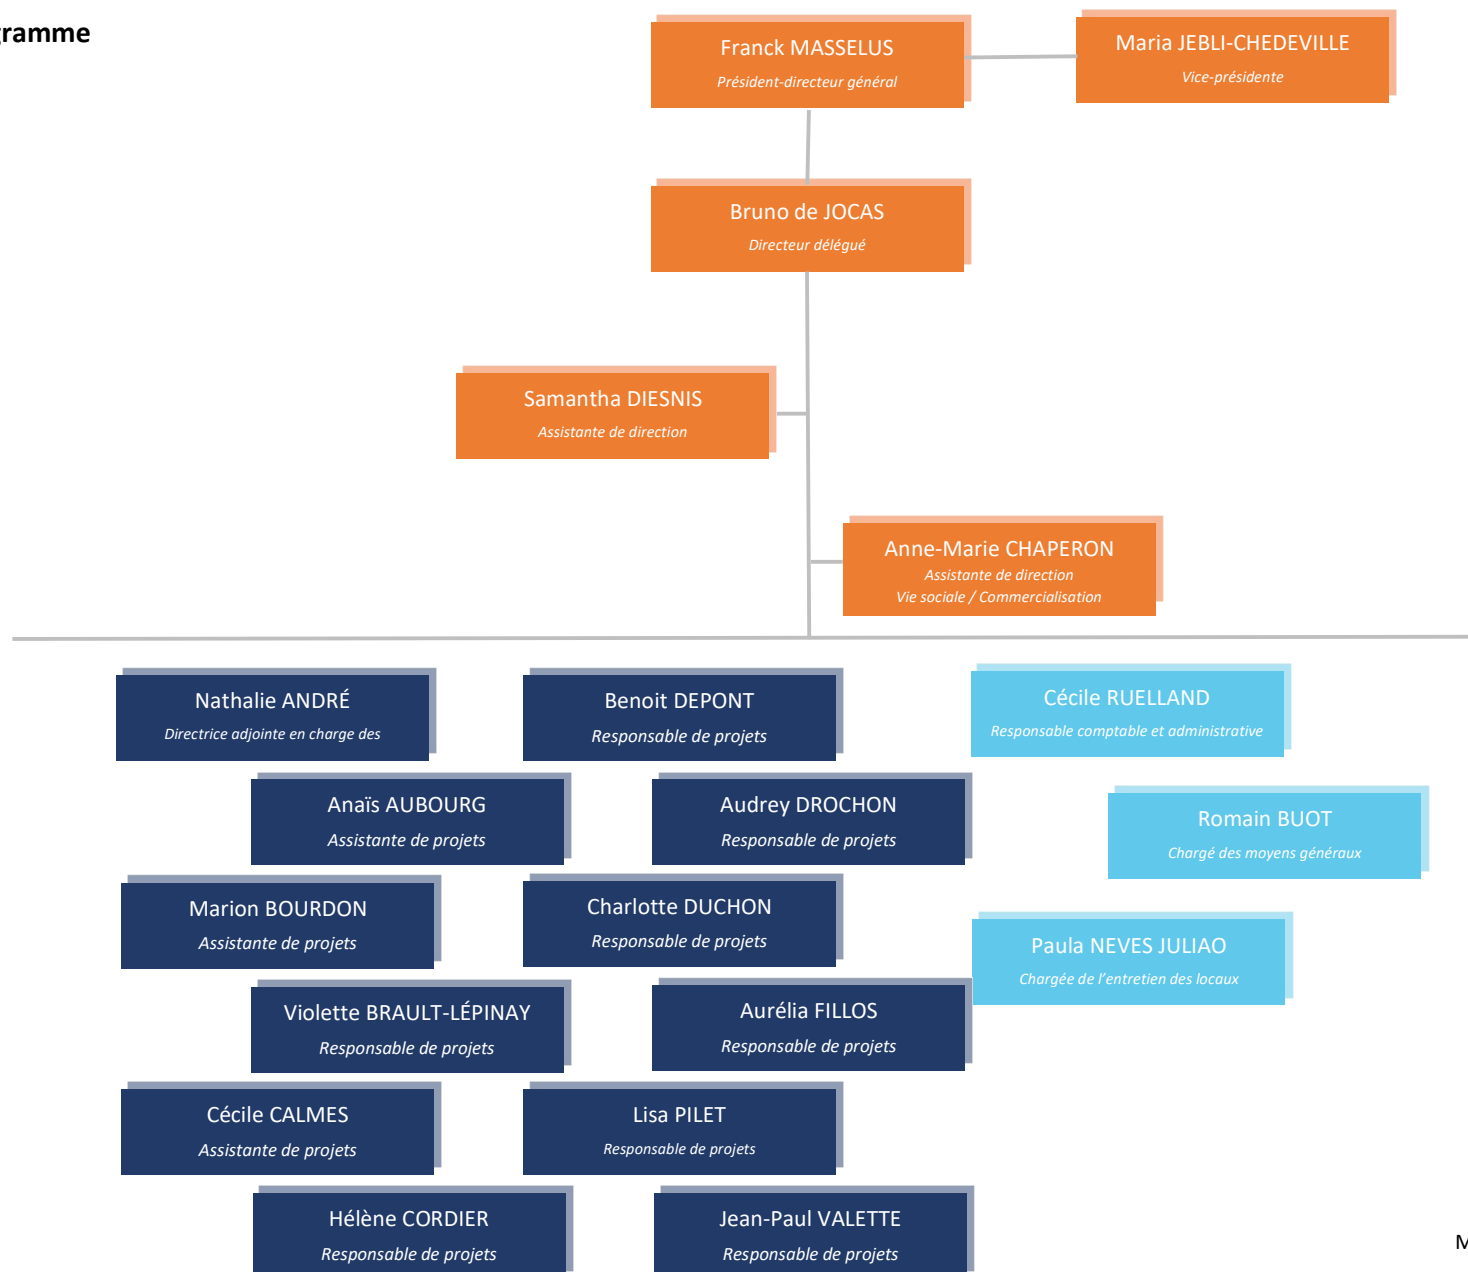 gramme
Franck MASSELUS
Président-directeur général
Maria JEBLI-CHEDEVILLE
Vice-présidente
Bruno de JOCAS
Directeur délégué
Samantha DIESNIS
Assistante de direction
Anne-Marie CHAPERON
Assistante de direction
Vie sociale / Commercialisation
Nathalie ANDRÉ
Directrice adjointe en charge des
Benoit DEPONT
Responsable de projets
Cécile RUELLAND
Responsable comptable et administrative
Anaïs AUBOURG
Assistante de projets
Audrey DROCHON
Responsable de projets
Romain BUOT
Chargé des moyens généraux
Marion BOURDON
Assistante de projets
Charlotte DUCHON
Responsable de projets
Paula NEVES JULIAO
Chargée de l'entretien des locaux
Violette BRAULT-LÉPINAY
Responsable de projets
Aurélia FILLOS
Responsable de projets
Cécile CALMES
Assistante de projets
Lisa PILET
Responsable de projets
Hélène CORDIER
Responsable de projets
Jean-Paul VALETTE
Responsable de projets
M